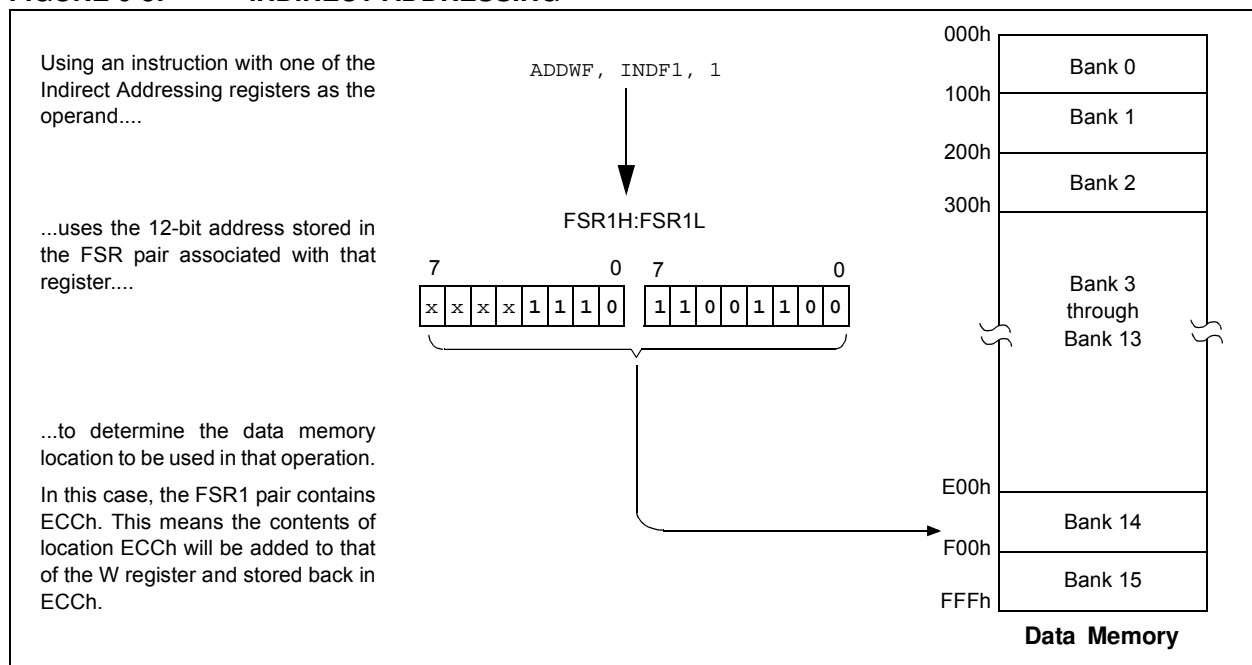 Using an instruction with one of the
Indirect Addressing registers as the
operand....
ADDWF, INDF1, 1
...uses the 12-bit address stored in
the FSR pair associated with that
register....
FSR1H:FSR1L
7 0 7 0
x x x x 1 1 1 0 1 1 0 0 1 1 0 0
...to determine the data memory
location to be used in that operation.
In this case, the FSR1 pair contains
ECCh. This means the contents of
location ECCh will be added to that
of the W register and stored back in
ECCh.
000h
Bank 0
100h
Bank 1
200h
Bank 2
300h
Bank 3
through
Bank 13
E00h
Bank 14
F00h
Bank 15
FFFh
Data Memory